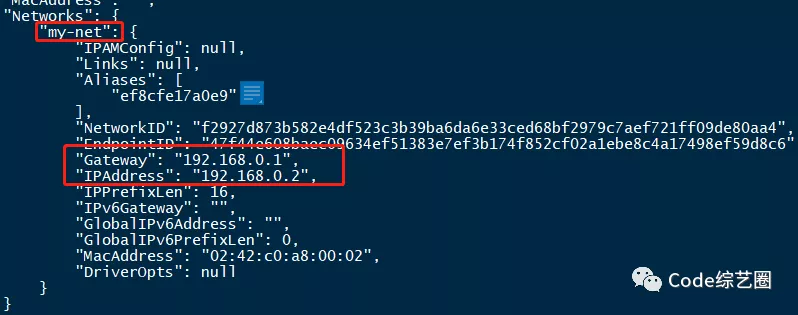 "MacAddress": "",
"Networks": {
"my-net": {
"IPAMConfig": null,
"Links": null,
"Aliases": [
"ef8cfe17a0e9"
],
"NetworkID": "f2927d873b582e4df523c3b39ba6da6e33ced68bf2979c7aef721ff09de80aa4",
"EndpointID": "47f44e608baec09634ef51383e7ef3b174f852cf02a1ebe8c4a17498ef59d8c6"
"Gateway": "192.168.0.1",
"IPAddress": "192.168.0.2",
"IPPrefixLen": 16,
"IPv6Gateway": "",
"GlobalIPv6Address": "",
"GlobalIPv6PrefixLen": 0,
"MacAddress": "02:42:c0:a8:00:02",
"DriverOpts": null
}
}
Code综艺圈